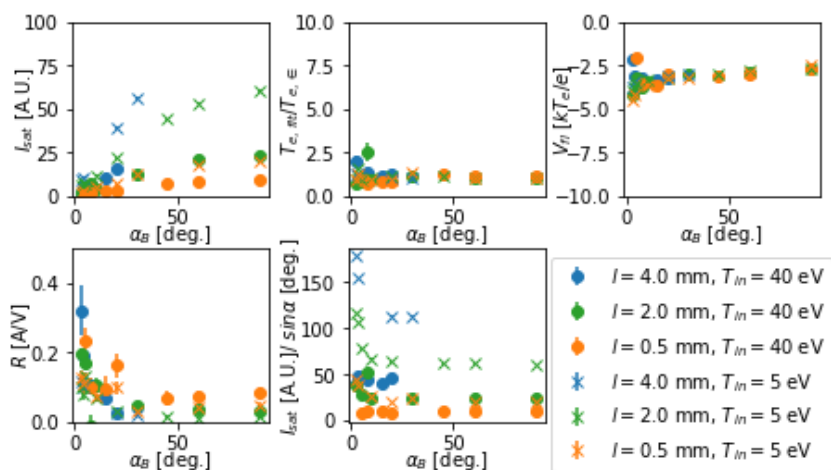 100
75
50
25
0
I_sat [A.U.]
0 50
α_B [deg.]
10.0
7.5
5.0
2.5
0.0
T_e, fit/T_e, ∈
0 50
α_B [deg.]
−0.0
−2.5
−5.0
−7.5
−10.0
V_fl [kT_e/e]
0 50
α_B [deg.]
0.4
0.2
0.0
R [A/V]
0 50
α_B [deg.]
150
100
50
0
I_sat [A.U.]/ sinα [deg.]
0 50
α_B [deg.]
l = 4.0 mm, T_in = 40 eV
l = 2.0 mm, T_in = 40 eV
l = 0.5 mm, T_in = 40 eV
l = 4.0 mm, T_in = 5 eV
l = 2.0 mm, T_in = 5 eV
l = 0.5 mm, T_in = 5 eV